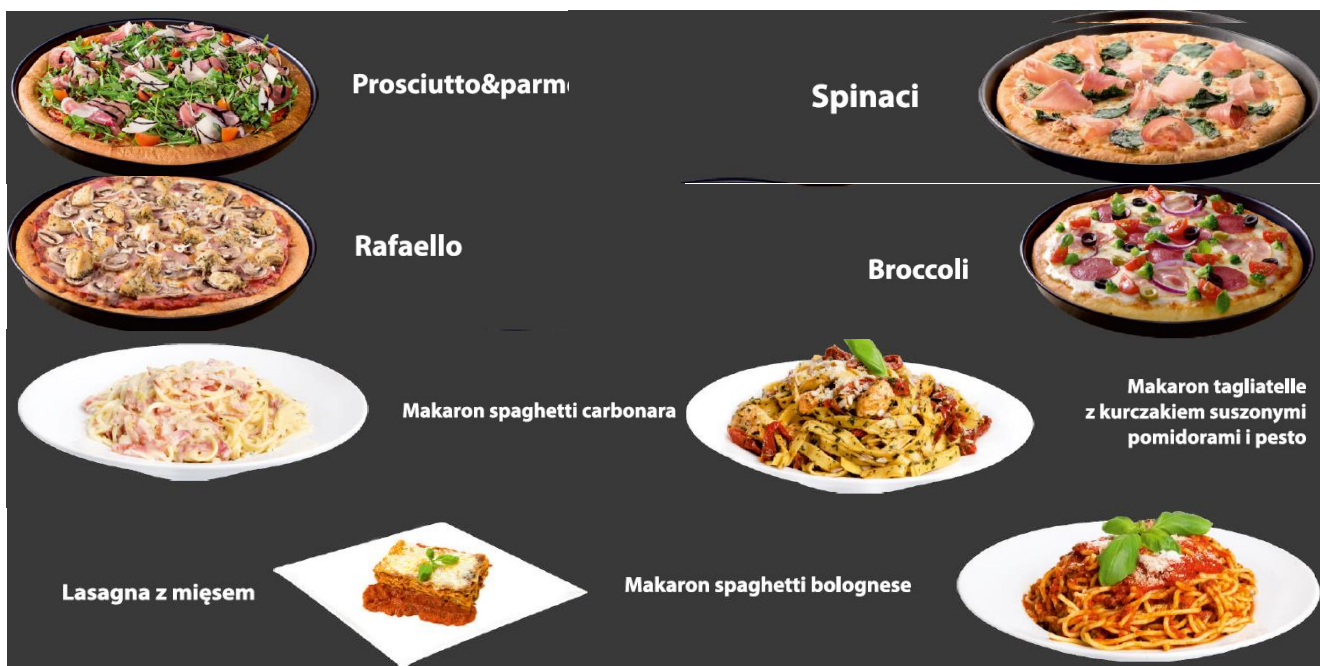 Prosciutto&parm
Spinaci
Rafaello
Broccoli
Makaron spaghetti carbonara
Makaron tagliatelle
z kurczakiem suszonymi
pomidorami i pesto
Lasagna z mięsem
Makaron spaghetti bolognese